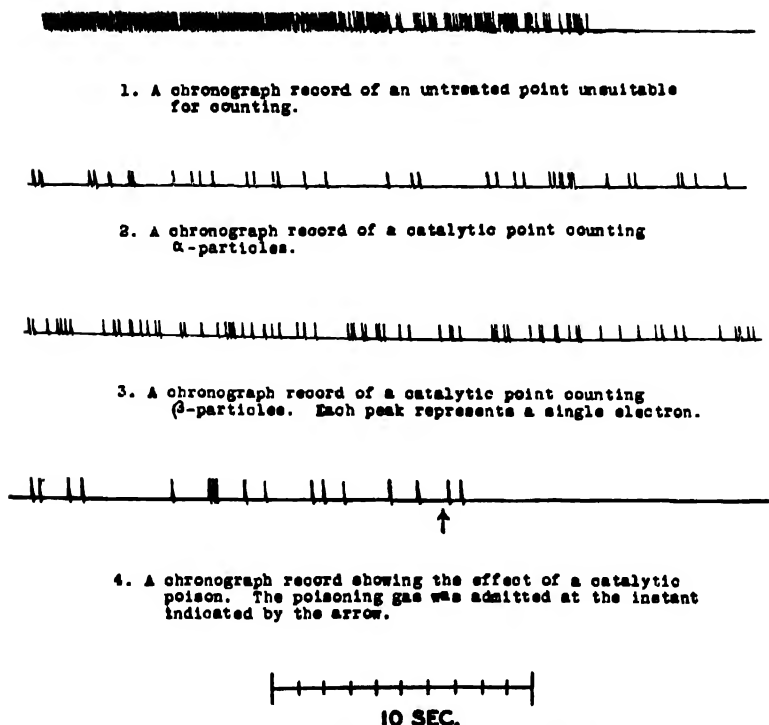 1. A chronograph record of an untreated point unsuitable
for counting.
2. A chronograph record of a catalytic point counting
α-particles.
3. A chronograph record of a catalytic point counting
β-particles. Each peak represents a single electron.
4. A chronograph record showing the effect of a catalytic
poison. The poisoning gas was admitted at the instant
indicated by the arrow.
10 SEC.